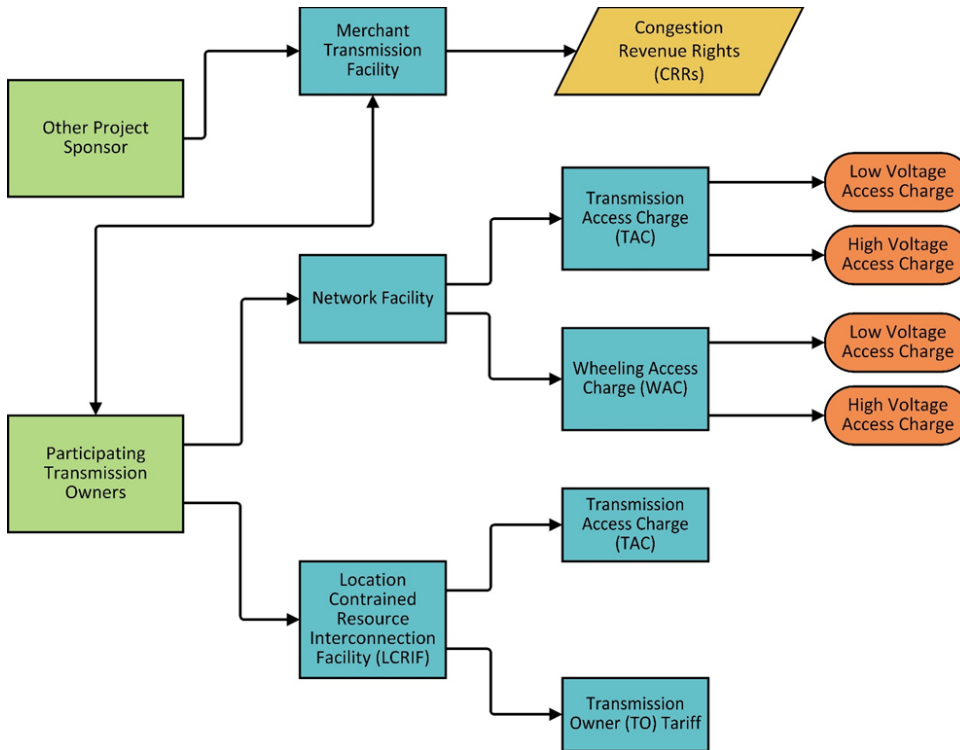 Merchant
Transmission
Facility
Congestion
Revenue Rights
(CRRs)
Other Project
Sponsor
Transmission
Access Charge
(TAC)
Low Voltage
Access Charge
High Voltage
Access Charge
Network Facility
Wheeling Access
Charge (WAC)
Low Voltage
Access Charge
High Voltage
Access Charge
Participating
Transmission
Owners
Transmission
Access Charge
(TAC)
Location
Contrained
Resource
Interconnection
Facility (LCRIF)
Transmission
Owner (TO) Tariff